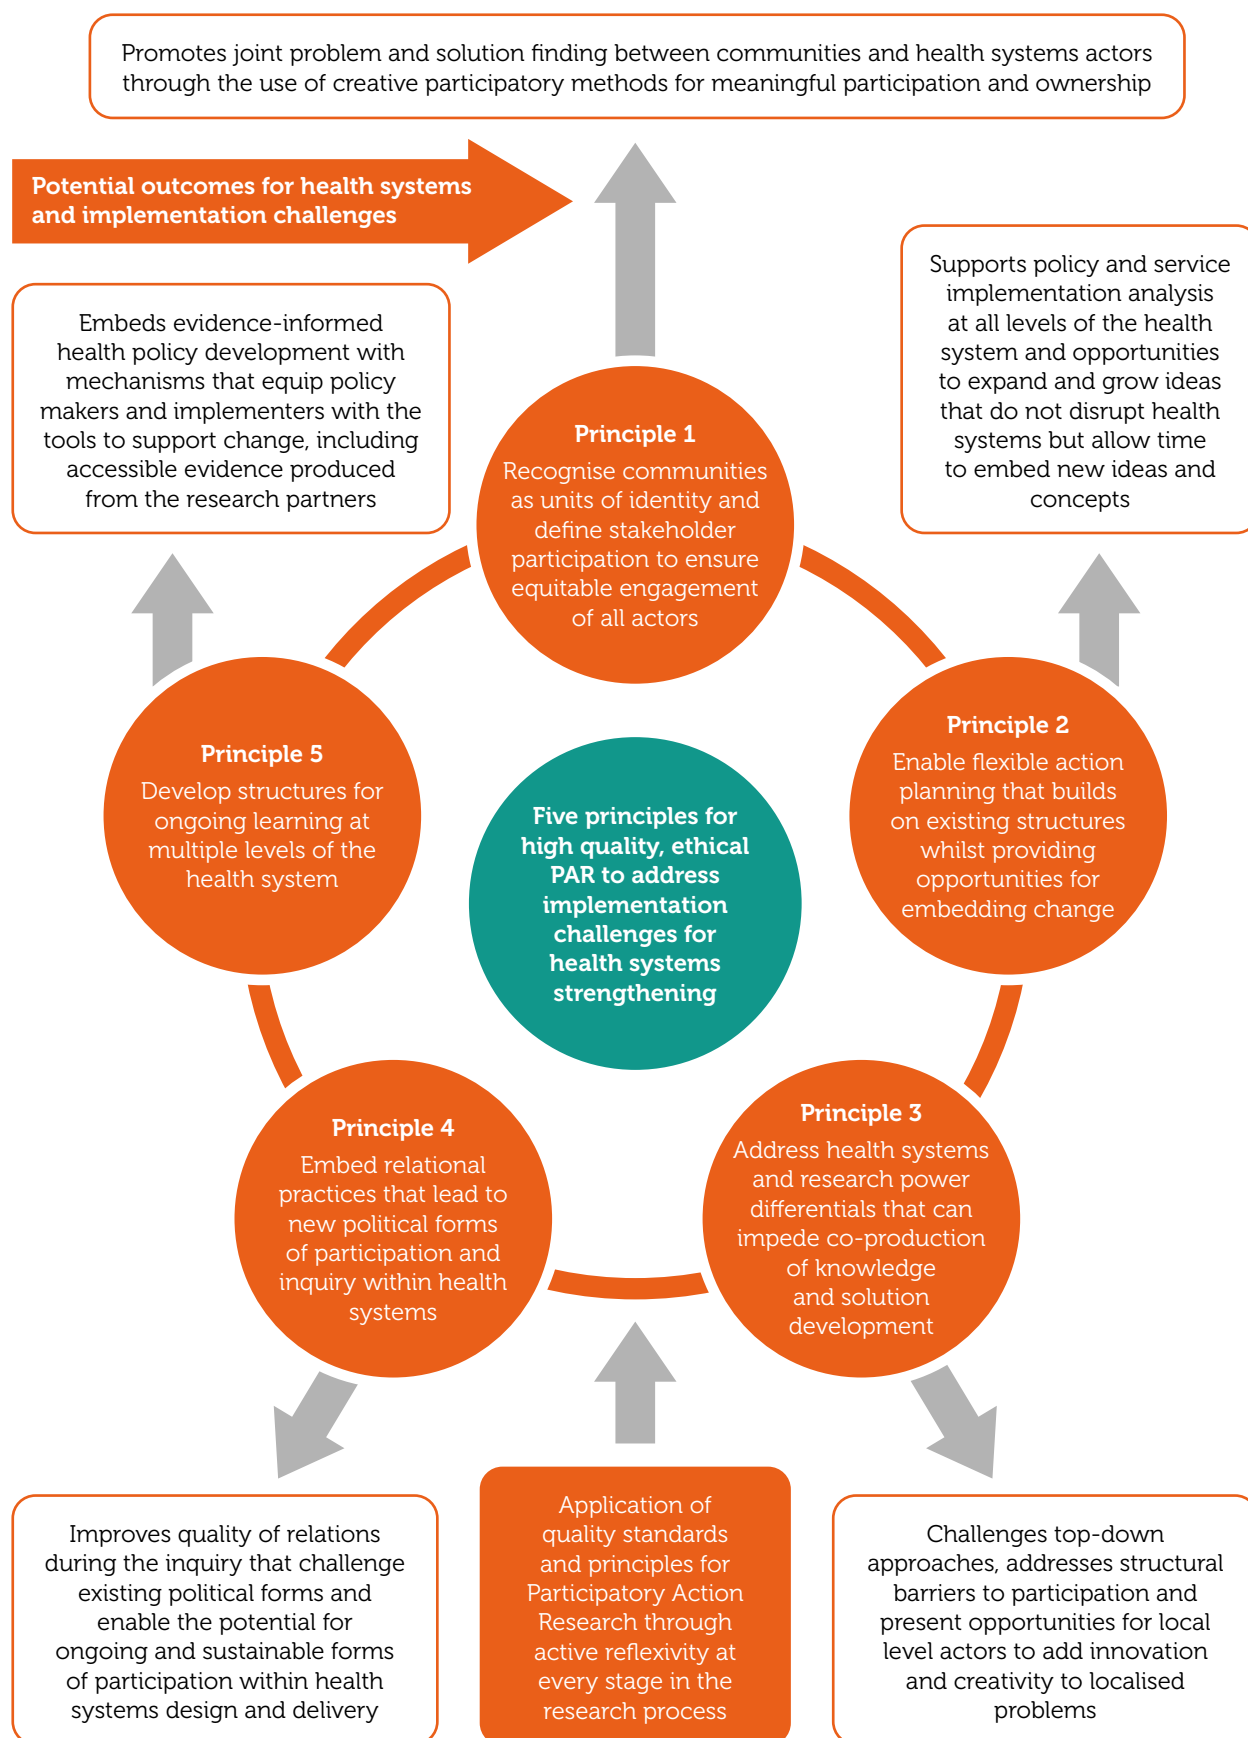 Promotes joint problem and solution finding between communities and health systems actors
through the use of creative participatory methods for meaningful participation and ownership
Potential outcomes for health systems
and implementation challenges
Embeds evidence-informed
health policy development with
mechanisms that equip policy
makers and implementers with the
tools to support change, including
accessible evidence produced
from the research partners
Supports policy and service
implementation analysis
at all levels of the health
system and opportunities
to expand and grow ideas
that do not disrupt health
systems but allow time
to embed new ideas and
concepts
Principle 1
Recognise communities
as units of identity and
define stakeholder
participation to ensure
equitable engagement
of all actors
Principle 2
Enable flexible action
planning that builds
on existing structures
whilst providing
opportunities for
embedding change
Principle 5
Develop structures for
ongoing learning at
multiple levels of the
health system
Five principles for
high quality, ethical
PAR to address
implementation
challenges for
health systems
strengthening
Principle 4
Embed relational
practices that lead to
new political forms
of participation and
inquiry within health
systems
Principle 3
Address health systems
and research power
differentials that can
impede co-production
of knowledge
and solution
development
Improves quality of relations
during the inquiry that challenge
existing political forms and
enable the potential for
ongoing and sustainable forms
of participation within health
systems design and delivery
Application of
quality standards
and principles for
Participatory Action
Research through
active reflexivity at
every stage in the
research process
Challenges top-down
approaches, addresses structural
barriers to participation and
present opportunities for local
level actors to add innovation
and creativity to localised
problems